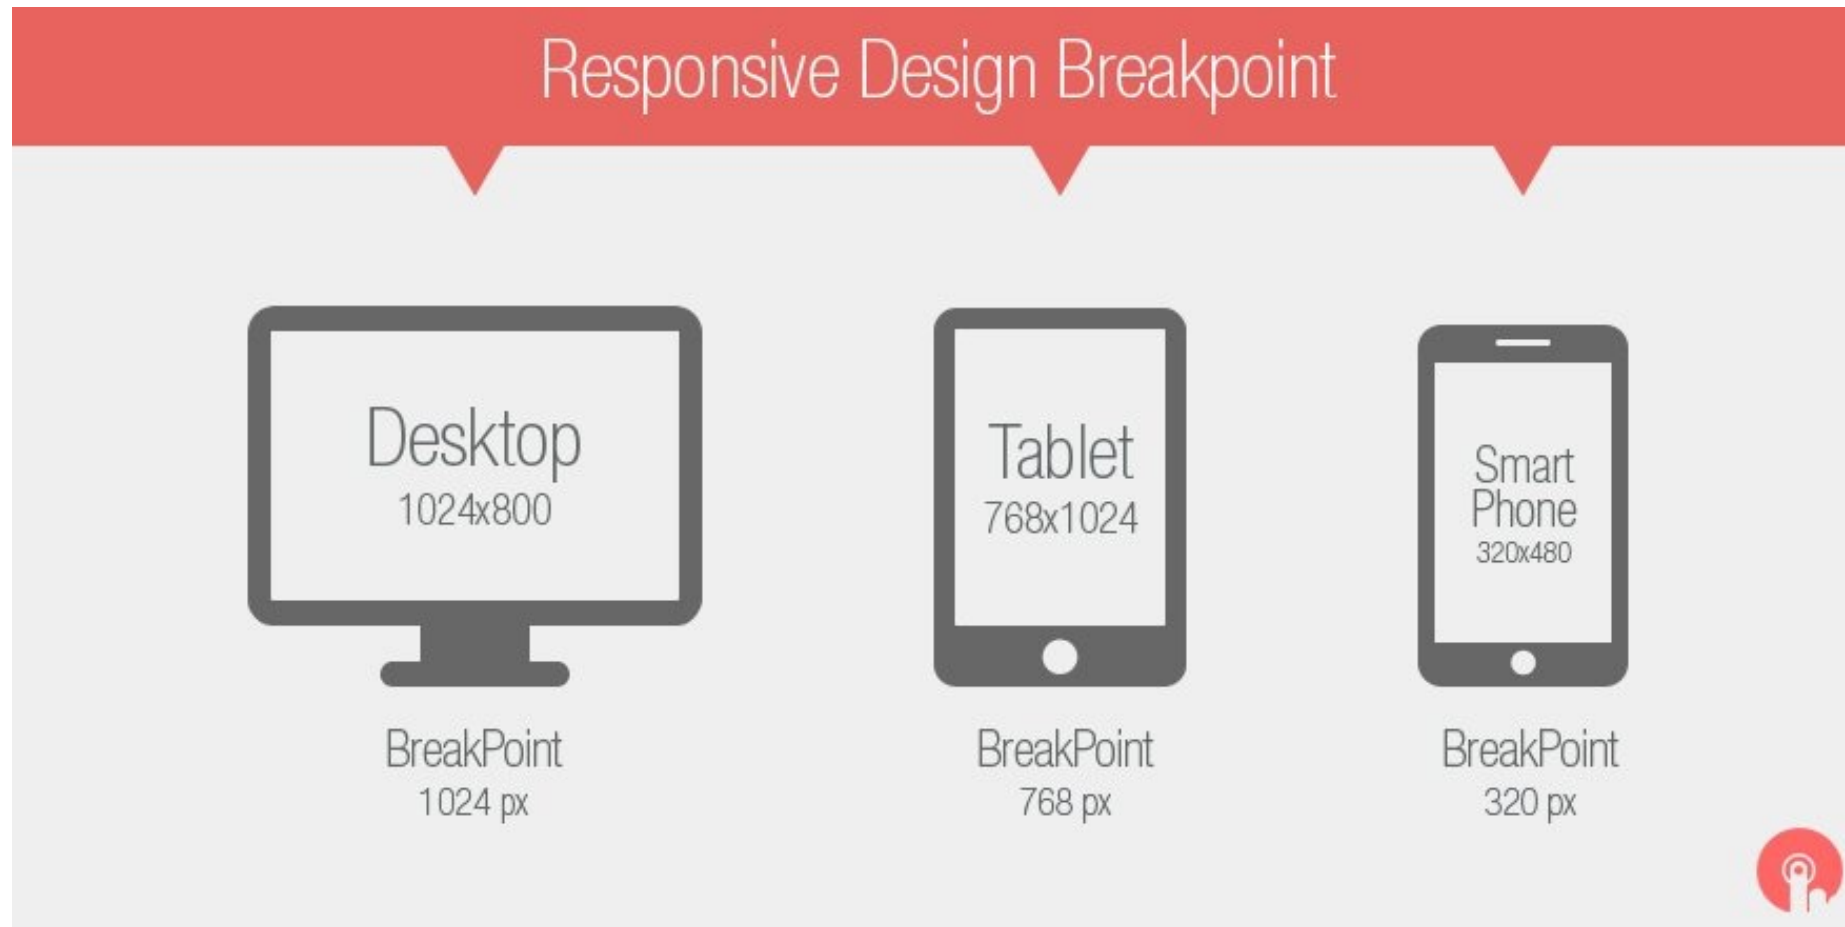 Responsive Design Breakpoint
Desktop
1024x800
BreakPoint
1024 px
Tablet
768x1024
BreakPoint
768 px
Smart
Phone
320x480
BreakPoint
320 px